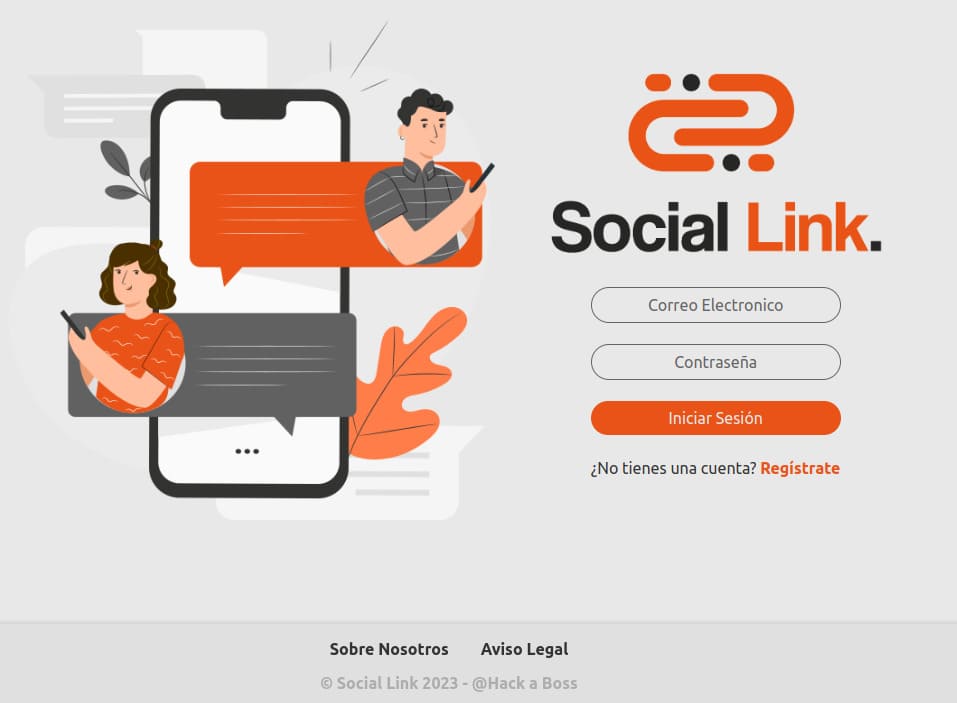 Social Link.
Correo Electronico
Contraseña
Iniciar Sesión
¿No tienes una cuenta? Regístrate
Sobre Nosotros Aviso Legal
© Social Link 2023 - @Hack a Boss